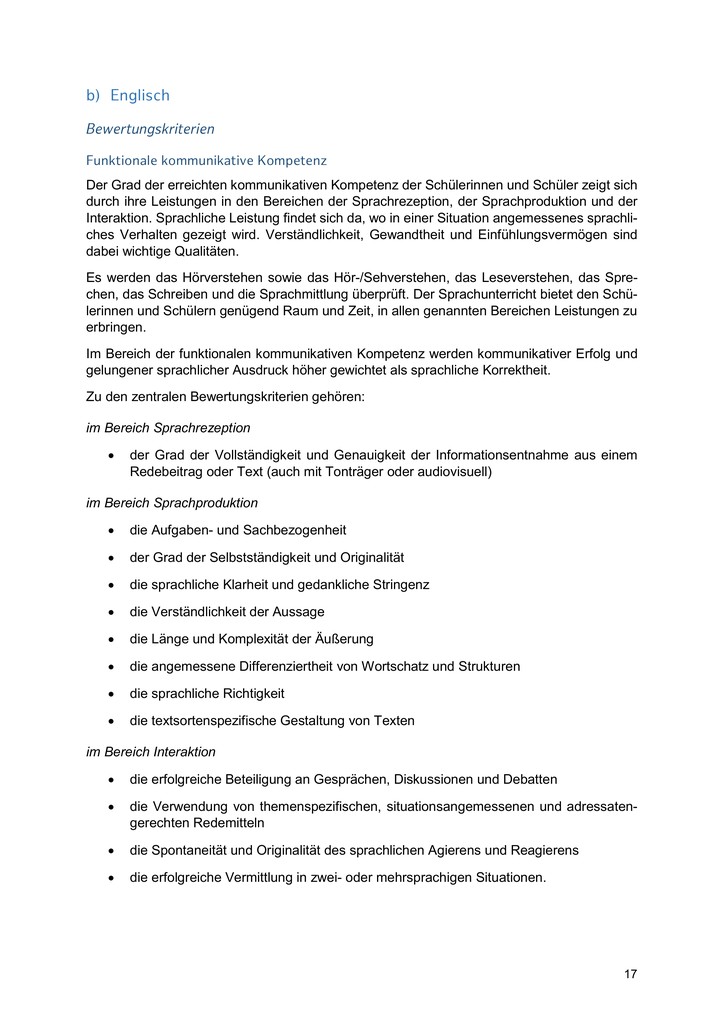 b) Englisch
Bewertungskriterien
Funktionale kommunikative Kompetenz
Der Grad der erreichten kommunikativen Kompetenz der Schülerinnen und Schüler zeigt sich
durch ihre Leistungen in den Bereichen der Sprachrezeption, der Sprachproduktion und der
Interaktion. Sprachliche Leistung findet sich da, wo in einer Situation angemessenes sprachli-
ches Verhalten gezeigt wird. Verständlichkeit, Gewandtheit und Einfühlungsvermögen sind
dabei wichtige Qualitäten.
Es werden das Hörverstehen sowie das Hör-/Sehverstehen, das Leseverstehen, das Spre-
chen, das Schreiben und die Sprachmittlung überprüft. Der Sprachunterricht bietet den Schü-
lerinnen und Schülern genügend Raum und Zeit, in allen genannten Bereichen Leistungen zu
erbringen.
Im Bereich der funktionalen kommunikativen Kompetenz werden kommunikativer Erfolg und
gelungener sprachlicher Ausdruck höher gewichtet als sprachliche Korrektheit.
Zu den zentralen Bewertungskriterien gehören:
im Bereich Sprachrezeption
• der Grad der Vollständigkeit und Genauigkeit der Informationsentnahme aus einem
Redebeitrag oder Text (auch mit Tonträger oder audiovisuell)
im Bereich Sprachproduktion
• die Aufgaben- und Sachbezogenheit
• der Grad der Selbstständigkeit und Originalität
• die sprachliche Klarheit und gedankliche Stringenz
• die Verständlichkeit der Aussage
• die Länge und Komplexität der Äußerung
• die angemessene Differenziertheit von Wortschatz und Strukturen
• die sprachliche Richtigkeit
• die textsortenspezifische Gestaltung von Texten
im Bereich Interaktion
• die erfolgreiche Beteiligung an Gesprächen, Diskussionen und Debatten
• die Verwendung von themenspezifischen, situationsangemessenen und adressaten-
gerechten Redemitteln
• die Spontaneität und Originalität des sprachlichen Agierens und Reagierens
• die erfolgreiche Vermittlung in zwei- oder mehrsprachigen Situationen.
17